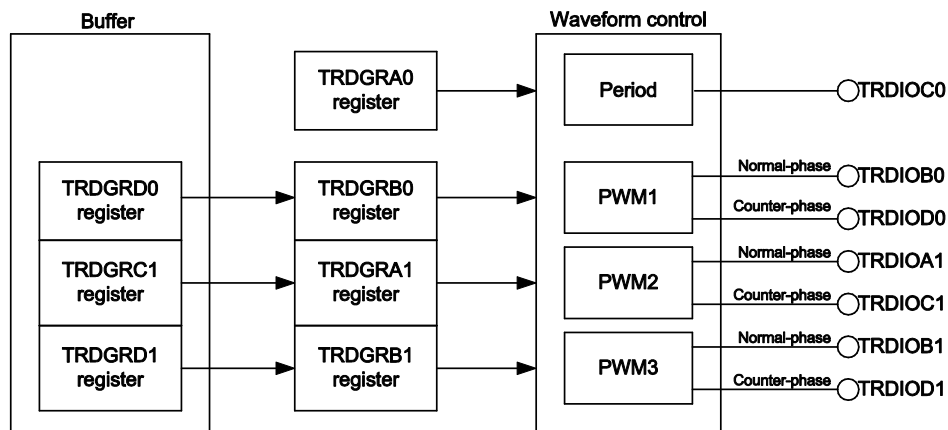 Buffer
Waveform control
TRDGRA0
register
Period
TRDIOC0
TRDGRD0
register
TRDGRB0
register
PWM1
Normal-phase
TRDIOB0
Counter-phase
TRDIOD0
TRDGRC1
register
TRDGRA1
register
PWM2
Normal-phase
TRDIOA1
Counter-phase
TRDIOC1
TRDGRD1
register
TRDGRB1
register
PWM3
Normal-phase
TRDIOB1
Counter-phase
TRDIOD1